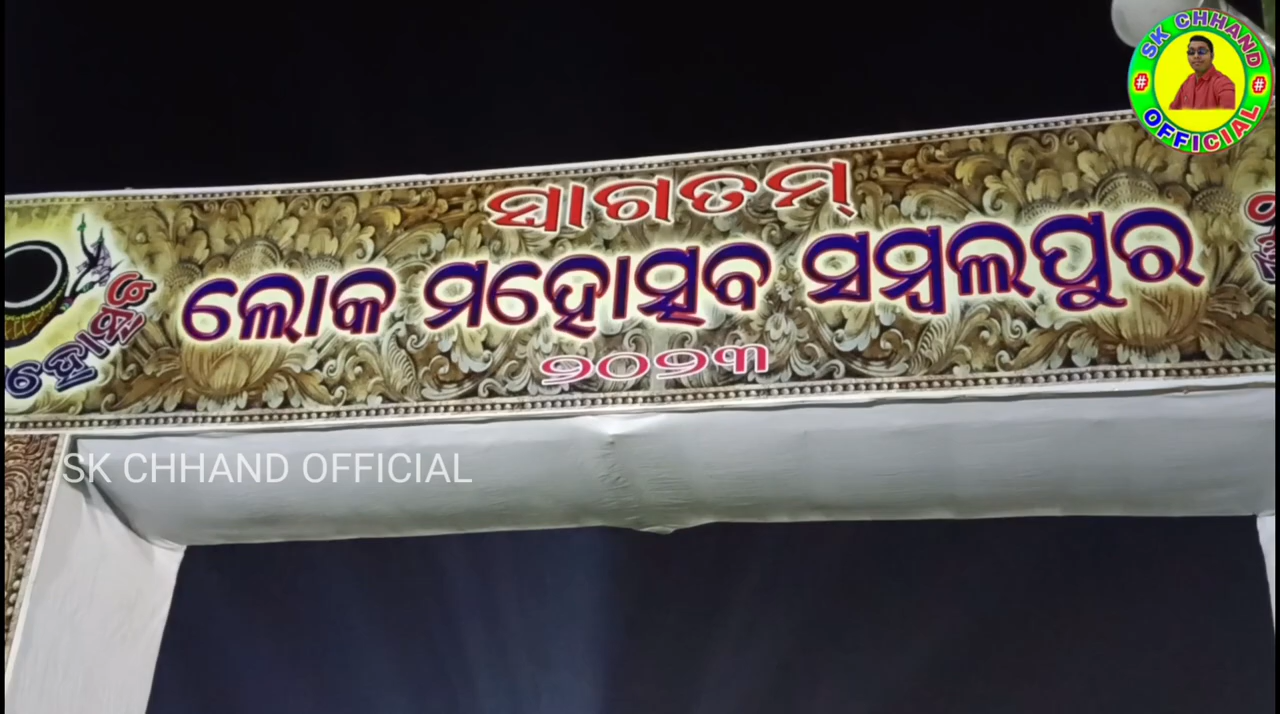 SK CHHAND
OFFICIAL
ସ୍ୱାଗତମ୍
ଲୋକ ମହୋତ୍ସବ ସମ୍ବଲପୁର
୨୦୨୩
SK CHHAND OFFICIAL